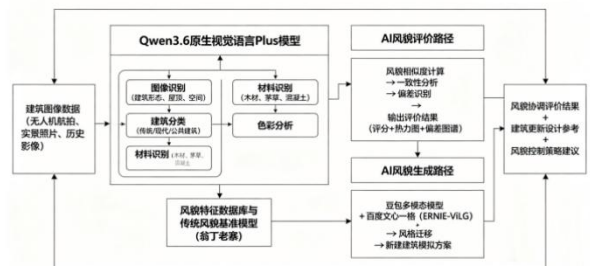 建筑图像数据
(无人机航拍、
实景照片、历史
影像)
Qwen3.6原生视觉语言Plus模型
图像识别
(建筑形态、屋顶、空间)
建筑分类
(传统/现代/公共建筑)
材料识别 (木材、茅草、
混凝土)
材料识别
(木材、茅草、混凝土)
色彩分析
风貌特征数据库与
传统风貌基准模型
(翁丁老寨)
AI风貌评价路径
风貌相似度计算
→一致性分析
→偏差识别
输出评价结果
(评分+热力图+偏差图谱)
AI风貌生成路径
豆包多模态模型
+百度文心一格(ERNIE-ViLG)
→风格迁移
→新建建筑模拟方案
风貌协调评价结果
+
建筑更新设计参考
+
风貌控制策略建议